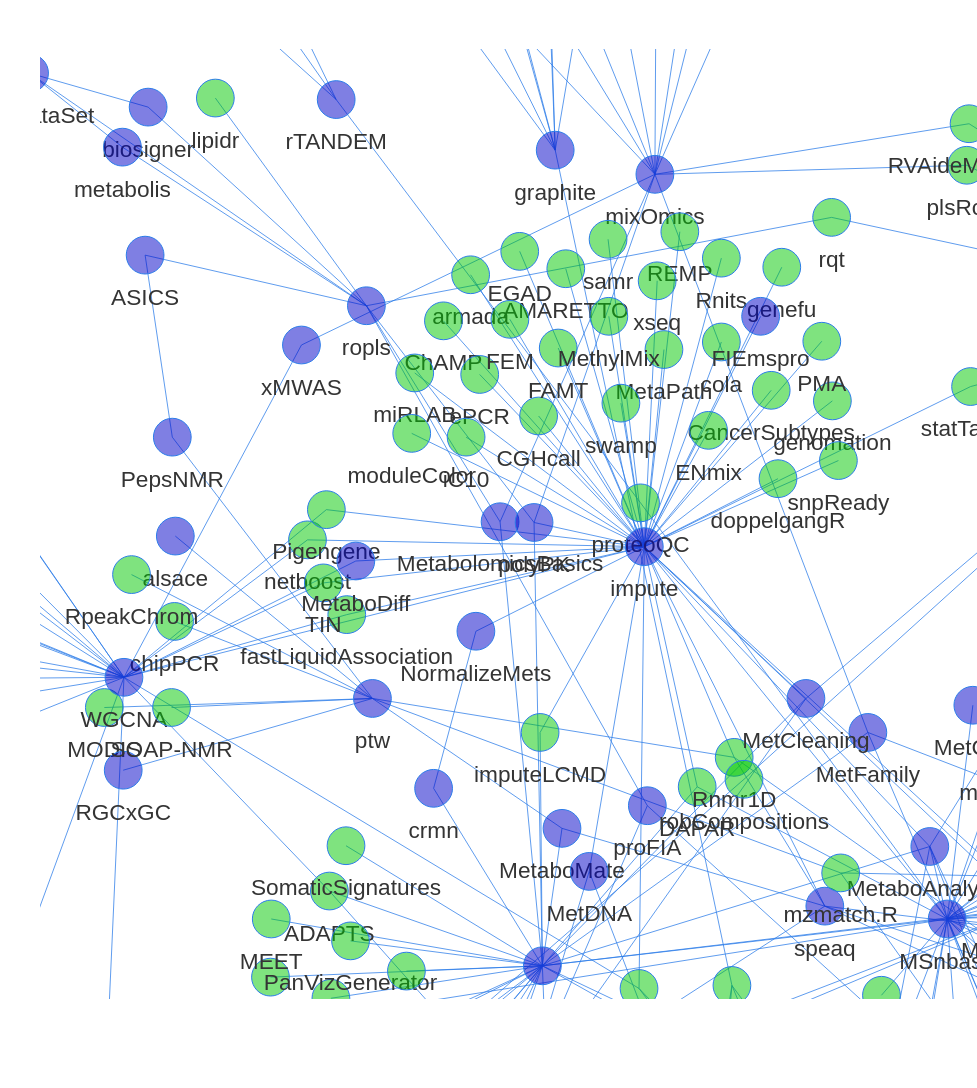 taSet
biosigner
lipidr
rTANDEM
metabolis
graphite
RVAideM
plsRc
mixOmics
rqt
ASICS
samr
REMP
EGAD
Rnits
genefu
armada
AMARETTO
xseq
ropls
ChAMP
FEM
MethylMix
FIEmspro
xMWAS
FAMT
MetaPath
cola
PMA
miRLAB
ePCR
swamp
CancerSubtypes
genomation
statTa
CGHcall
PepsNMR
moduleColor
iC10
ENmix
snpReady
doppelgangR
Pigengene
proteoQC
MetabolomicsBasics
polyPK
alsace
netboost
impute
MetaboDiff
RpeakChrom
TIN
fastLiquidAssociation
chipPCR
NormalizeMets
WGCNA
MODIS
SOAP-NMR
ptw
MetCleaning
MetFamily
imputeLCMD
RGCxGC
Rnmr1D
robCompositions
crmn
DAPAR
proFIA
MetaboMate
SomaticSignatures
MetaboAnaly
MetDNA
mzmatch.R
ADAPTS
speaq
MEET
MSnbas
PanVizGenerator